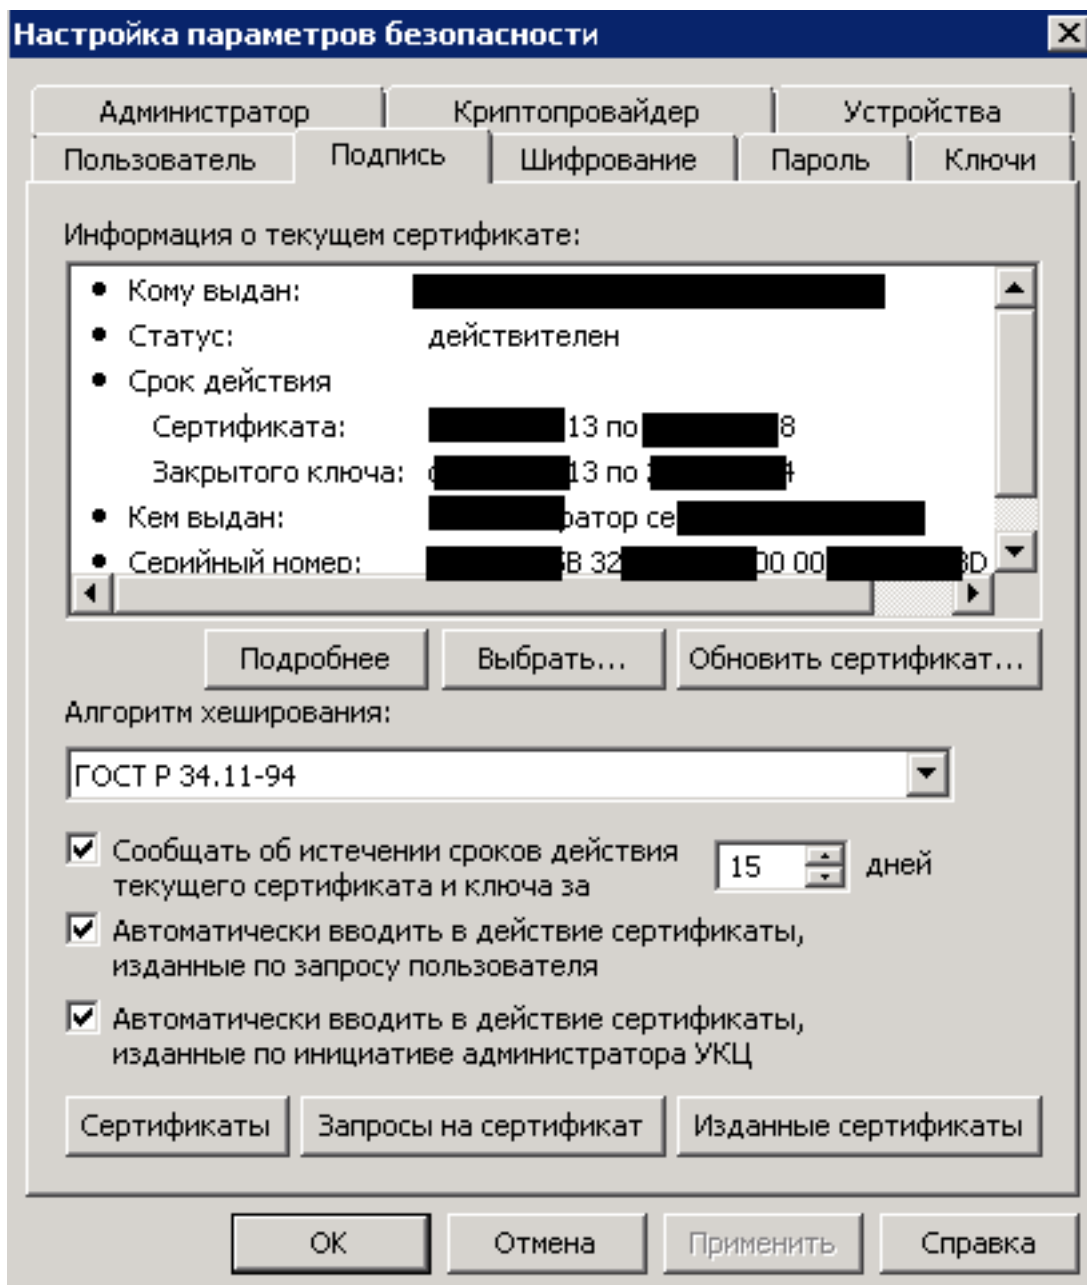 Настройка параметров безопасности
Администратор Криптопровайдер Устройства
Пользователь Подпись Шифрование Пароль Ключи
Информация о текущем сертификате:
Кому выдан:
Статус: действителен
Срок действия
Сертификата: 13 по 8
Закрытого ключа: 13 по
Кем выдан:
Серийный номер: 32 00 00
Подробнее Выбрать... Обновить сертификат...
Алгоритм хеширования:
ГОСТ Р 34.11-94
Сообщать об истечении сроков действия
текущего сертификата и ключа за 15 дней
Автоматически вводить в действие сертификаты,
изданные по запросу пользователя
Автоматически вводить в действие сертификаты,
изданные по инициативе администратора УКЦ
Сертификаты Запросы на сертификат Изданные сертификаты
OK Отмена Применить Справка